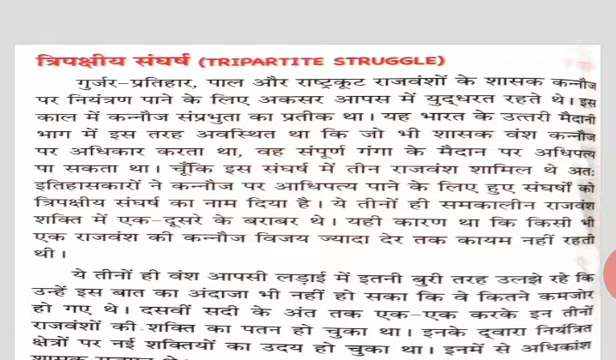 त्रिपक्षीय संघर्ष (TRIPARTITE STRUGGLE)
गुर्जर-प्रतिहार, पाल और राष्ट्रकूट राजवंशों के शासक कन्नौज
पर नियंत्रण पाने के लिए अकसर आपस में युद्धरत रहते थे। इस
काल में कन्नौज संप्रभुता का प्रतीक था। यह भारत के उत्तरी मैदानी
भाग में इस तरह अवस्थित था कि जो भी शासक वंश कन्नौज
पर अधिकार करता था, वह संपूर्ण गंगा के मैदान पर अधिपत्य
पा सकता था। चूँकि इस संघर्ष में तीन राजवंश शामिल थे अतः
इतिहासकारों ने कन्नौज पर आधिपत्य पाने के लिए हुए संघर्षों को
त्रिपक्षीय संघर्ष का नाम दिया है। ये तीनों ही समकालीन राजवंश
शक्ति में एक-दूसरे के बराबर थे। यही कारण था कि किसी भी
एक राजवंश की कन्नौज विजय ज्यादा देर तक कायम नहीं रहती
थी।
ये तीनों ही वंश आपसी लड़ाई में इतनी बुरी तरह उलझे रहे कि
उन्हें इस बात का अंदाजा भी नहीं हो सका कि वे कितने कमजोर
हो गए थे। दसवीं सदी के अंत तक एक-एक करके इन तीनों
राजवंशों की शक्ति का पतन हो चुका था। इनके द्वारा नियंत्रित
क्षेत्रों पर नई शक्तियों का उदय हो चुका था। इनमें से अधिकांश
शासक